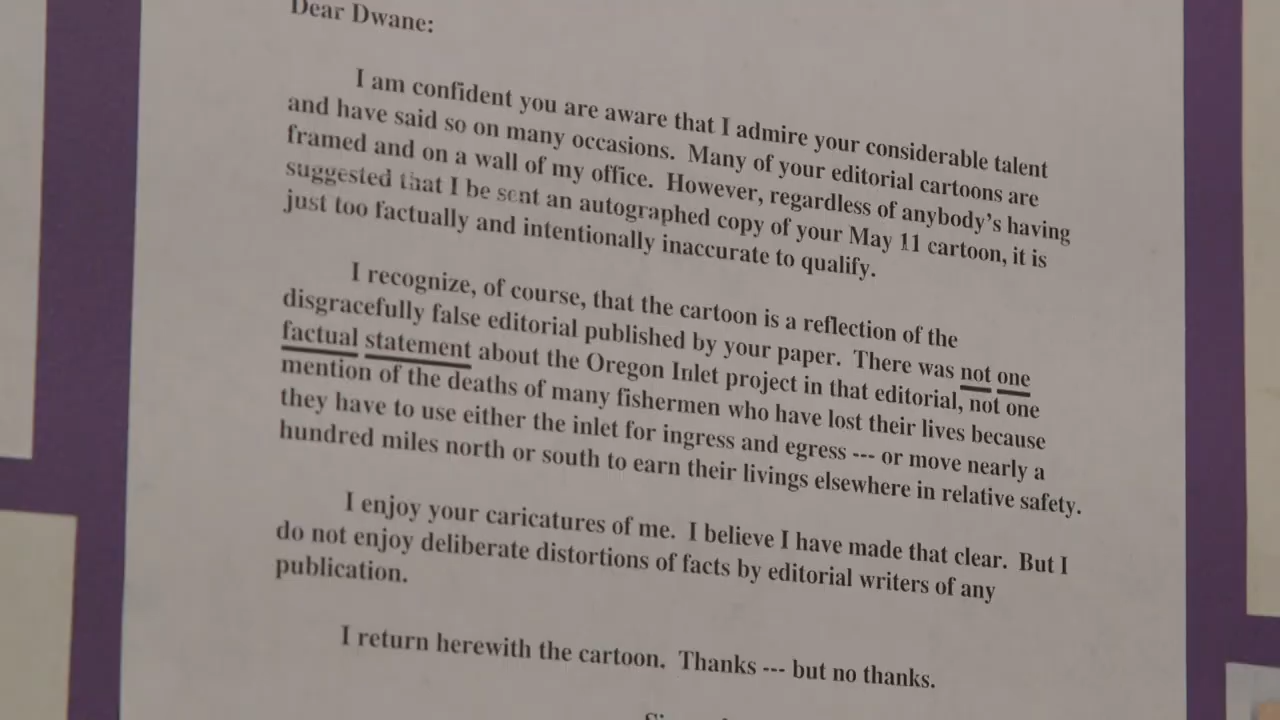 Dear Dwane:
I am confident you are aware that I admire your considerable talent
and have said so on many occasions. Many of your editorial cartoons are
framed and on a wall of my office. However, regardless of anybody's having
suggested that I be sent an autographed copy of your May 11 cartoon, it is
just too factually and intentionally inaccurate to qualify.
I recognize, of course, that the cartoon is a reflection of the
disgracefully false editorial published by your paper. There was not one
factual statement about the Oregon Inlet project in that editorial, not one
mention of the deaths of many fishermen who have lost their lives because
they have to use either the inlet for ingress and egress --- or move nearly a
hundred miles north or south to earn their livings elsewhere in relative safety.
I enjoy your caricatures of me. I believe I have made that clear. But I
do not enjoy deliberate distortions of facts by editorial writers of any
publication.
I return herewith the cartoon. Thanks --- but no thanks.